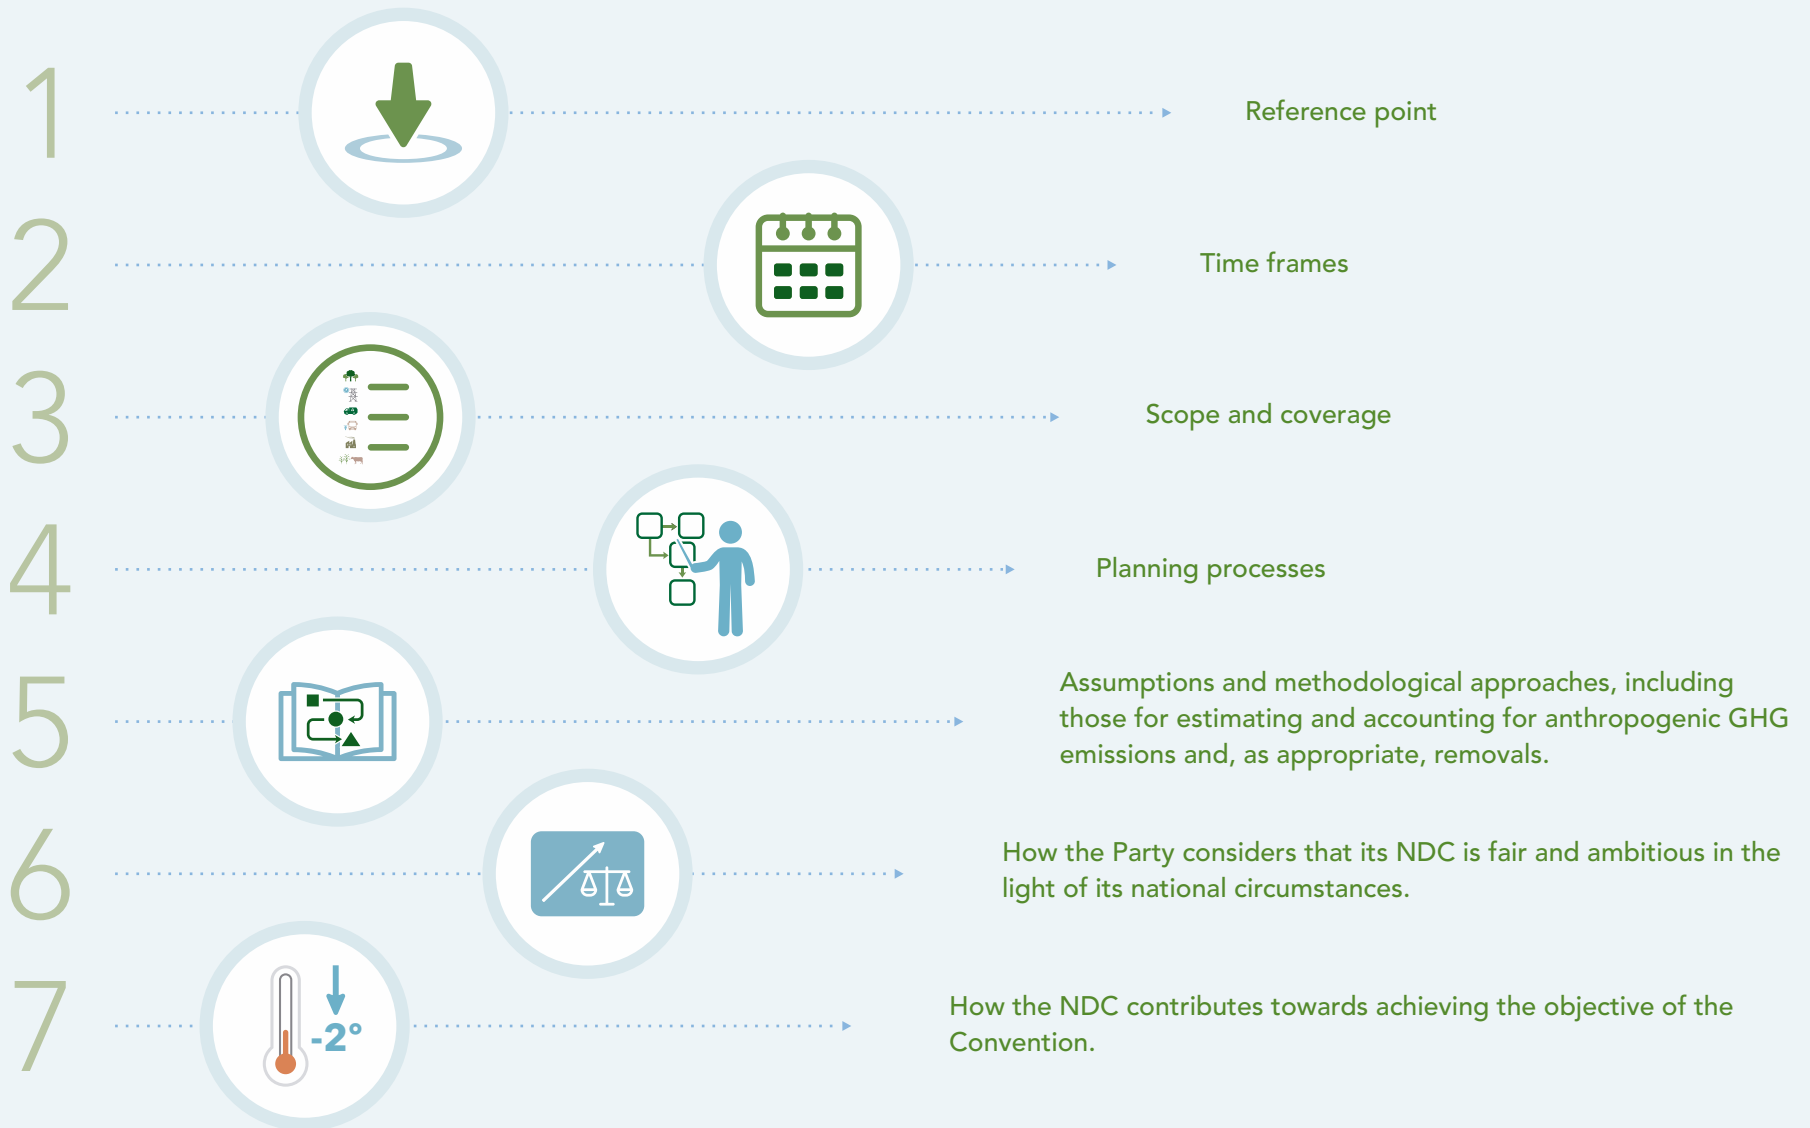 1
Reference point
2
Time frames
3
Scope and coverage
4
Planning processes
5
Assumptions and methodological approaches, including
those for estimating and accounting for anthropogenic GHG
emissions and, as appropriate, removals.
6
How the Party considers that its NDC is fair and ambitious in the
light of its national circumstances.
7
-2°
How the NDC contributes towards achieving the objective of the
Convention.